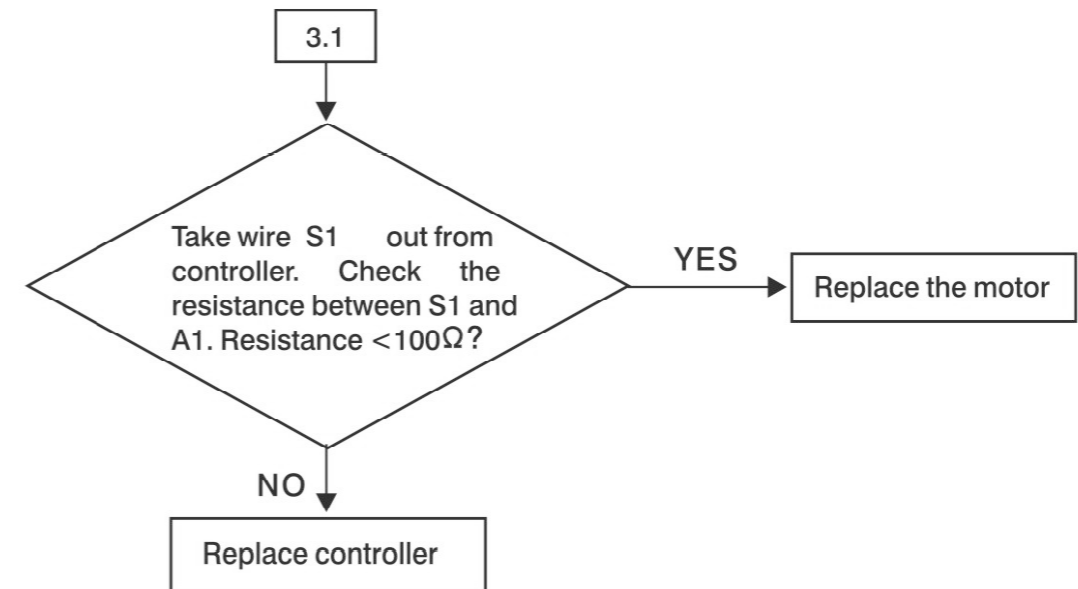 3.1
Take wire S1 out from
controller. Check the
resistance between S1 and
A1. Resistance <100Ω?
YES
Replace the motor
NO
Replace controller